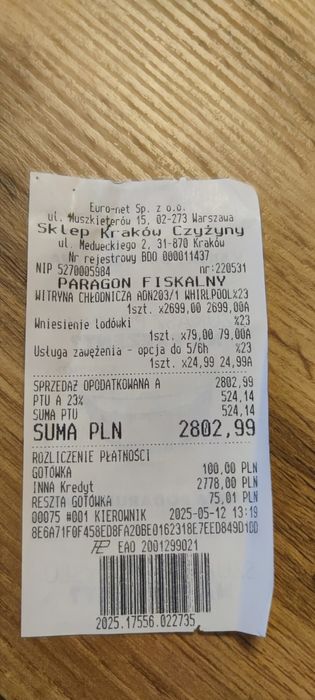 Euro-net Sp. z o.o.
ul. Muszkieterów 15, 02-273 Warszawa
Sklep Kraków Czyżyny
ul. Medweckiego 2, 31-870 Kraków
Nr rejestrowy BDO 000011437
NIP 5270005984 nr:220531
PARAGON FISKALNY
WITRYNA CHŁODNICZA ADN203/1 WHIRLPOOL%23
1szt. x2699,00 2699,00A
Wniesienie lodówki %23
1szt. x79,00 79,00A
Usługa zawężenia - opcja do 5/6h %23
1szt. x24,99 24,99A
SPRZEDAŻ OPODATKOWANA A 2802,99
PTU A 23% 524,14
SUMA PTU 524,14
SUMA PLN 2802,99
ROZLICZENIE PŁATNOŚCI
GOTÓWKA 100,00 PLN
INNA Kredyt 2778,00 PLN
RESZTA GOTÓWKA 75,01 PLN
00075 #001 KIEROWNIK 2025-05-12 13:19
8E6A71F0F458ED8FA20BE0162318E7EED849D1DD
EAO 2001299021
2025.17556.022735